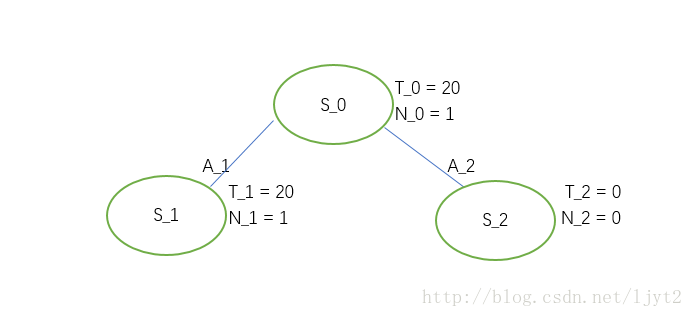 S_0
T_0 = 20
N_0 = 1
A_1
A_2
S_1
T_1 = 20
N_1 = 1
S_2
T_2 = 0
N_2 = 0
http://blog.csdn.net/ljyt2